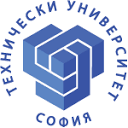 ТЕХНИЧЕСКИ УНИВЕРСИТЕТ
СОФИЯ